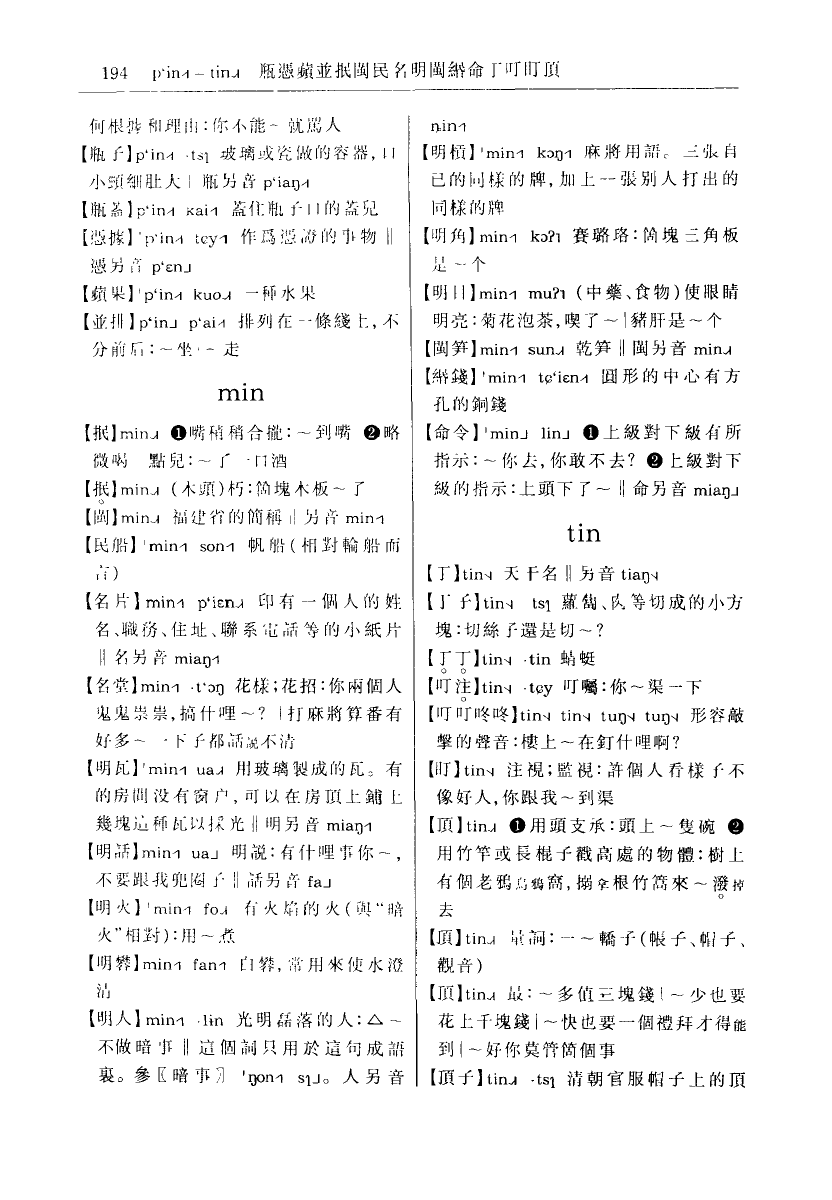 194 p‘in˧˥ – tin˨˩ 瓶憑蘋並抿閩民名明閩緡命丁叮盯頂
何根據和理由：你不能~就駡人
【瓶子】p‘in˧˥ ·tsʅ 玻璃或瓷做的容器，口
小頸細肚大｜瓶另音 p‘iaŋ˧˥
【瓶蓋】p‘in˧˥ kai˧˥ 蓋住瓶子口的蓋兒
【憑據】ˈp‘in˧˥ tɕy˧˥ 作爲憑證的事物‖
憑另音 p‘ɛn˩
【蘋果】ˈp‘in˧˥ kuo˨˩ 一種水果
【並排】p‘in˩ p‘ai˧˥ 排列在一條綫上，不
分前后：~坐｜~走
min
【抿】min˨˩ ❶嘴稍稍合攏：~到嘴 ❷略
微喝一點兒：~了一口酒
【抿】min˨˩ （木頭）朽：箇塊木板~了
【閩】min˨˩ 福建省的簡稱‖另音 min˧˥
【民船】ˈmin˧˥ son˧˥ 帆船（相對輪船而
言）
【名片】min˧˥ p‘iɛn˨˩ 印有一個人的姓
名、職務、住址、聯系電話等的小紙片
‖名另音 miaŋ˧˥
【名堂】min˧˥ ·t‘ɔŋ 花樣；花招：你兩個人
鬼鬼祟祟，搞什哩~？｜打麻將算番有
好多~ 一下子都話説不清
【明瓦】ˈmin˧˥ ua˨˩ 用玻璃製成的瓦。有
的房間没有窗户，可以在房頂上鋪上
幾塊這種瓦以採光‖明另音 miaŋ˧˥
【明話】min˧˥ ua˩ 明説：有什哩事你~，
不要跟我兜圈子‖話另音 fa˩
【明火】ˈmin˧˥ fo˨˩ 有火焰的火（與“暗
火”相對）：用~煮
【明礬】min˧˥ fan˧˥ 白礬，常用來使水澄
清
【明人】min˧˥ ·lin 光明磊落的人：△~
不做暗事‖這個詞只用於這句成語
裏。參〖暗事〗ˈŋon˧˥ sʅ˩。人另音
ȵin˧˥
【明槓】ˈmin˧˥ kɔŋ˧˥ 麻將用語。三張自
己的同樣的牌，加上一張别人打出的
同樣的牌
【明角】min˧˥ kɔʔ˥ 賽璐珞：箇塊三角板
是~个
【明目】min˧˥ muʔ˥ （中藥、食物）使眼睛
明亮：菊花泡茶，喫了~｜豬肝是~个
【閩笋】min˧˥ sun˨˩ 乾笋‖閩另音 min˨˩
【緡錢】ˈmin˧˥ tɕ‘iɛn˧˥ 圓形的中心有方
孔的銅錢
【命令】ˈmin˩ lin˩ ❶上級對下級有所
指示：~你去，你敢不去？ ❷上級對下
級的指示：上頭下了~‖命另音 miaŋ˩
tin
【丁】tin˦˨ 天干名‖另音 tiaŋ˦˨
【丁子】tin˦˨ tsʅ 蘿蔔、肉等切成的小方
塊：切絲子還是切~？
【丁丁】tin˦˨ ·tin 蜻蜓
【叮注】tin˦˨ ·tɕy 叮囑：你~渠一下
【叮叮咚咚】tin˦˨ tin˦˨ tuŋ˦˨ tuŋ˦˨ 形容敲
擊的聲音：樓上~在釘什哩啊？
【盯】tin˦˨ 注視；監視：許個人看樣子不
像好人，你跟我~到渠
【頂】tin˨˩ ❶用頭支承：頭上~隻碗 ❷
用竹竿或長棍子戳高處的物體：樹上
有個老鴉烏鴉窩，搦拿根竹篙來~潑掉
去
【頂】tin˨˩ 量詞：一~轎子（帳子、帽子、
觀音）
【頂】tin˨˩ 最：~多值三塊錢｜~少也要
花上千塊錢｜~快也要一個禮拜才得能
到｜~好你莫管箇個事
【頂子】tin˨˩ ·tsʅ 清朝官服帽子上的頂